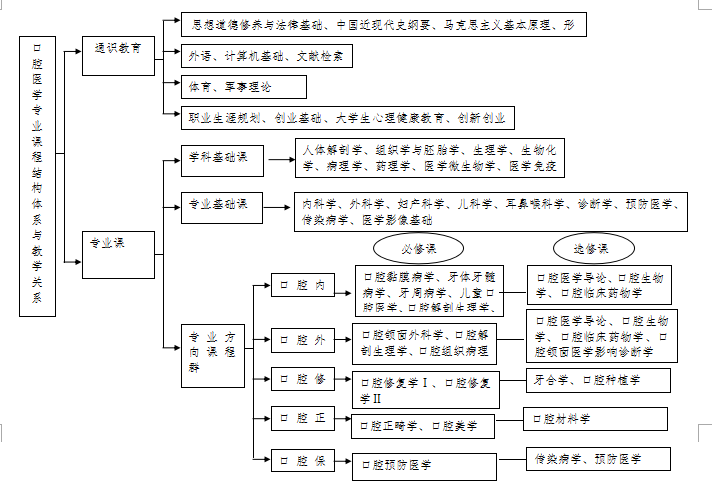 口腔医学专业课程结构体系与教学关系
通识教育
思想道德修养与法律基础、中国近现代史纲要、马克思主义基本原理、形
外语、计算机基础、文献检索
体育、军事理论
职业生涯规划、创业基础、大学生心理健康教育、创新创业
专业课
学科基础课
人体解剖学、组织学与胚胎学、生理学、生物化
学、病理学、药理学、医学微生物学、医学免疫
专业基础课
内科学、外科学、妇产科学、儿科学、耳鼻喉科学、诊断学、预防医学、
传染病学、医学影像基础
必修课
选修课
专业
方向课程
群
口腔内
口腔黏膜病学、牙体牙髓
病学、牙周病学、儿童口
腔医学、口腔解剖生理学、
口腔医学导论、口腔生物
学、口腔临床药物学
口腔外
口腔颌面外科学、口腔解
剖生理学、口腔组织病理
口腔医学导论、口腔生物
学、口腔临床药物学、口
腔颌面医学影响诊断学
口腔修
口腔修复学Ⅰ、口腔修复
学Ⅱ
牙合学、口腔种植学
口腔正
口腔正畸学、口腔美学
口腔材料学
口腔保
口腔预防医学
传染病学、预防医学